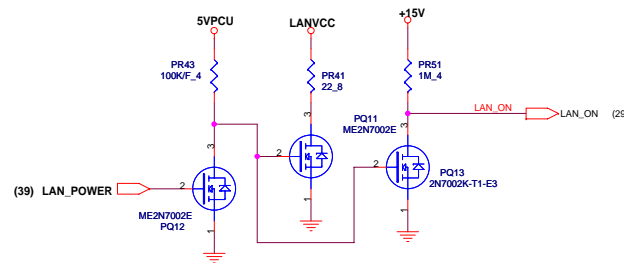 5VPCU
LANVCC
+15V
PR43
100K/F_4
PR41
22_8
PR51
1M_4
PQ11
ME2N7002E
LAN_ON
LAN_ON (29
3
3
3
2
2
2
(39) LAN_POWER
ME2N7002E
PQ12
PQ13
2N7002K-T1-E3
1
1
1